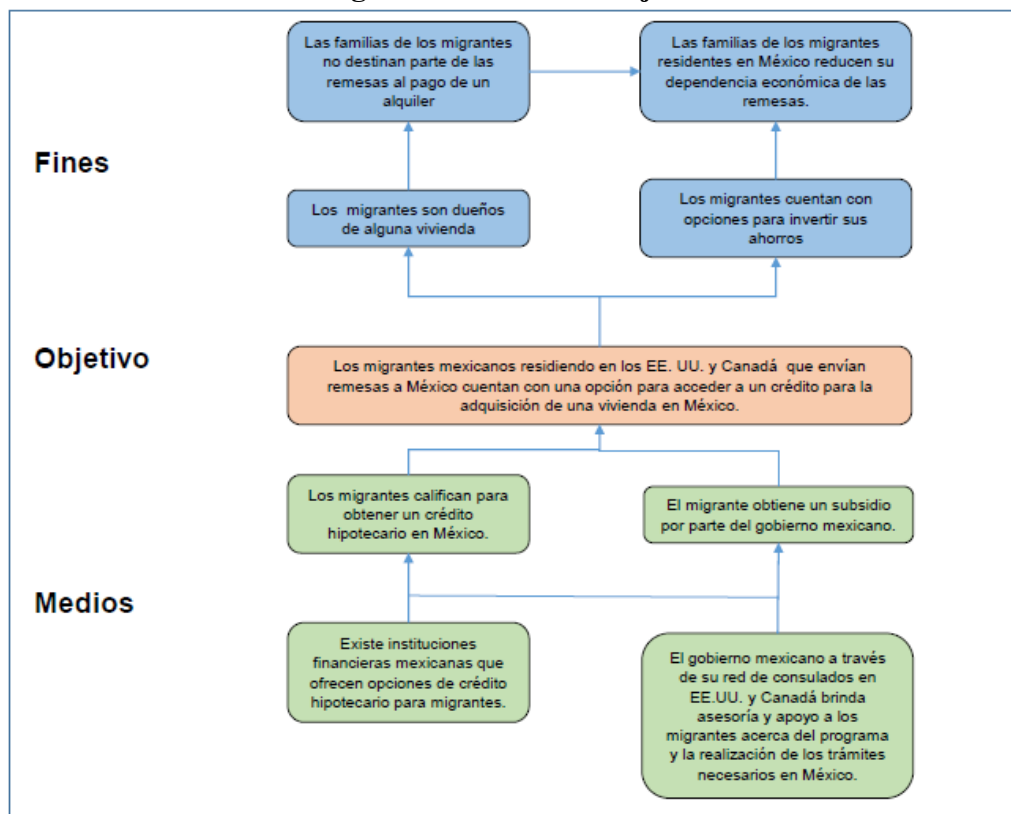 Las familias de los migrantes
no destinan parte de las
remesas al pago de un
alquiler
Las familias de los migrantes
residentes en México reducen su
dependencia económica de las
remesas.
Fines
Los migrantes son dueños
de alguna vivienda
Los migrantes cuentan con
opciones para invertir sus
ahorros
Objetivo
Los migrantes mexicanos residiendo en los EE. UU. y Canadá que envían
remesas a México cuentan con una opción para acceder a un crédito para la
adquisición de una vivienda en México.
Los migrantes califican para
obtener un crédito
hipotecario en México.
El migrante obtiene un subsidio
por parte del gobierno mexicano.
Medios
Existe instituciones
financieras mexicanas que
ofrecen opciones de crédito
hipotecario para migrantes.
El gobierno mexicano a través
de su red de consulados en
EE.UU. y Canadá brinda
asesoría y apoyo a los
migrantes acerca del programa
y la realización de los trámites
necesarios en México.